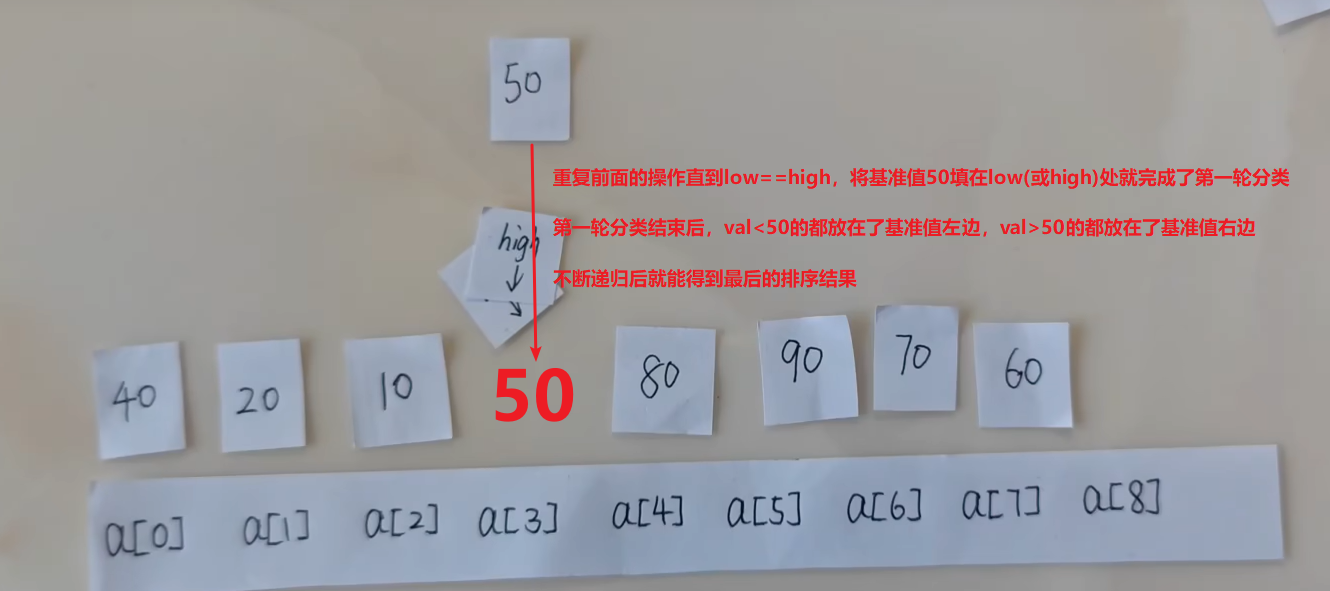 50
重复前面的操作直到low==high，将基准值50填在low(或high)处就完成了第一轮分类
第一轮分类结束后，val<50的都放在了基准值左边，val>50的都放在了基准值右边
high
不断递归后就能得到最后的排序结果
40 20 10 50 80 90 70 60
a[0] a[1] a[2] a[3] a[4] a[5] a[6] a[7] a[8]